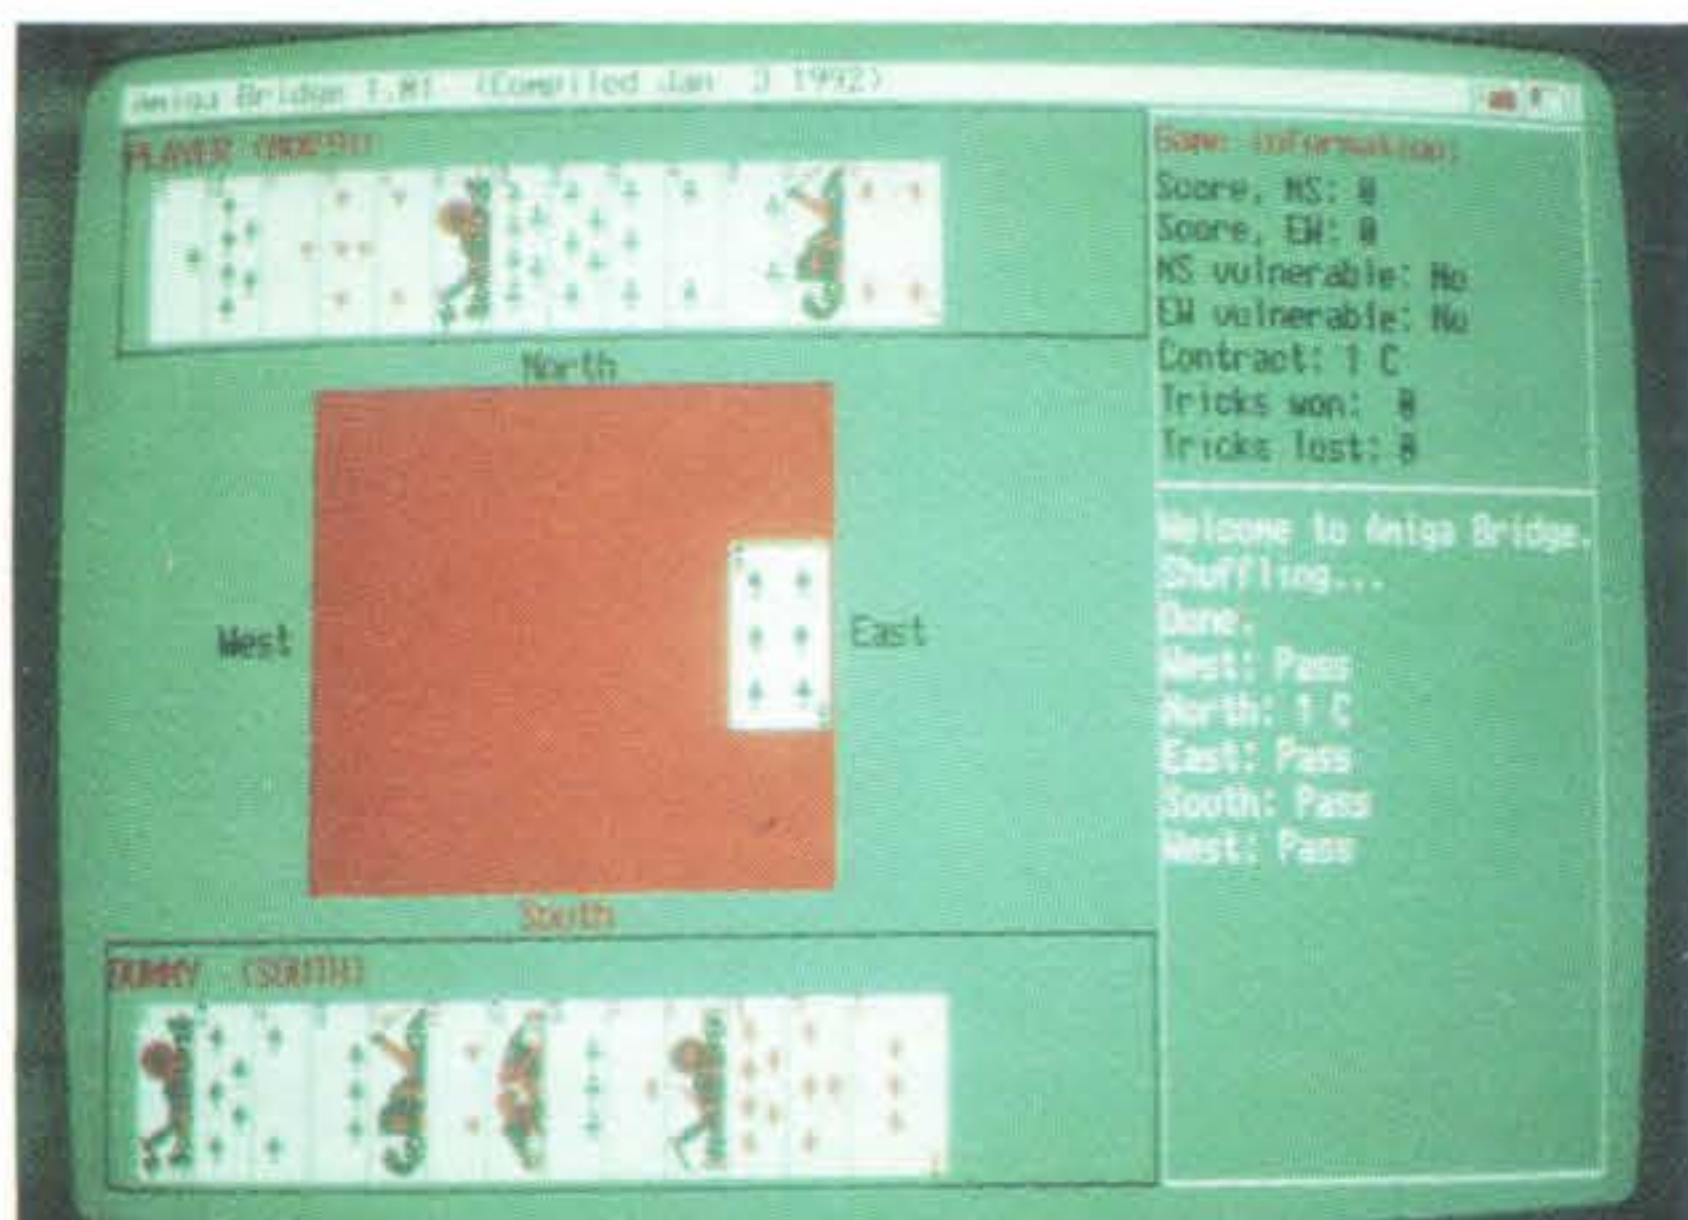 Amiga Bridge 1.01 (Compiled Jan 3 1992)
PLAYER (NORTH)
Game information:
Score, NS: 0
Score, EW: 0
NS vulnerable: No
EW vulnerable: No
Contract: 1 C
Tricks won: 0
Tricks lost: 0
North
West
East
South
Welcome to Amiga Bridge.
Shuffling...
Done.
West: Pass
North: 1 C
East: Pass
South: Pass
West: Pass
DUMMY (SOUTH)